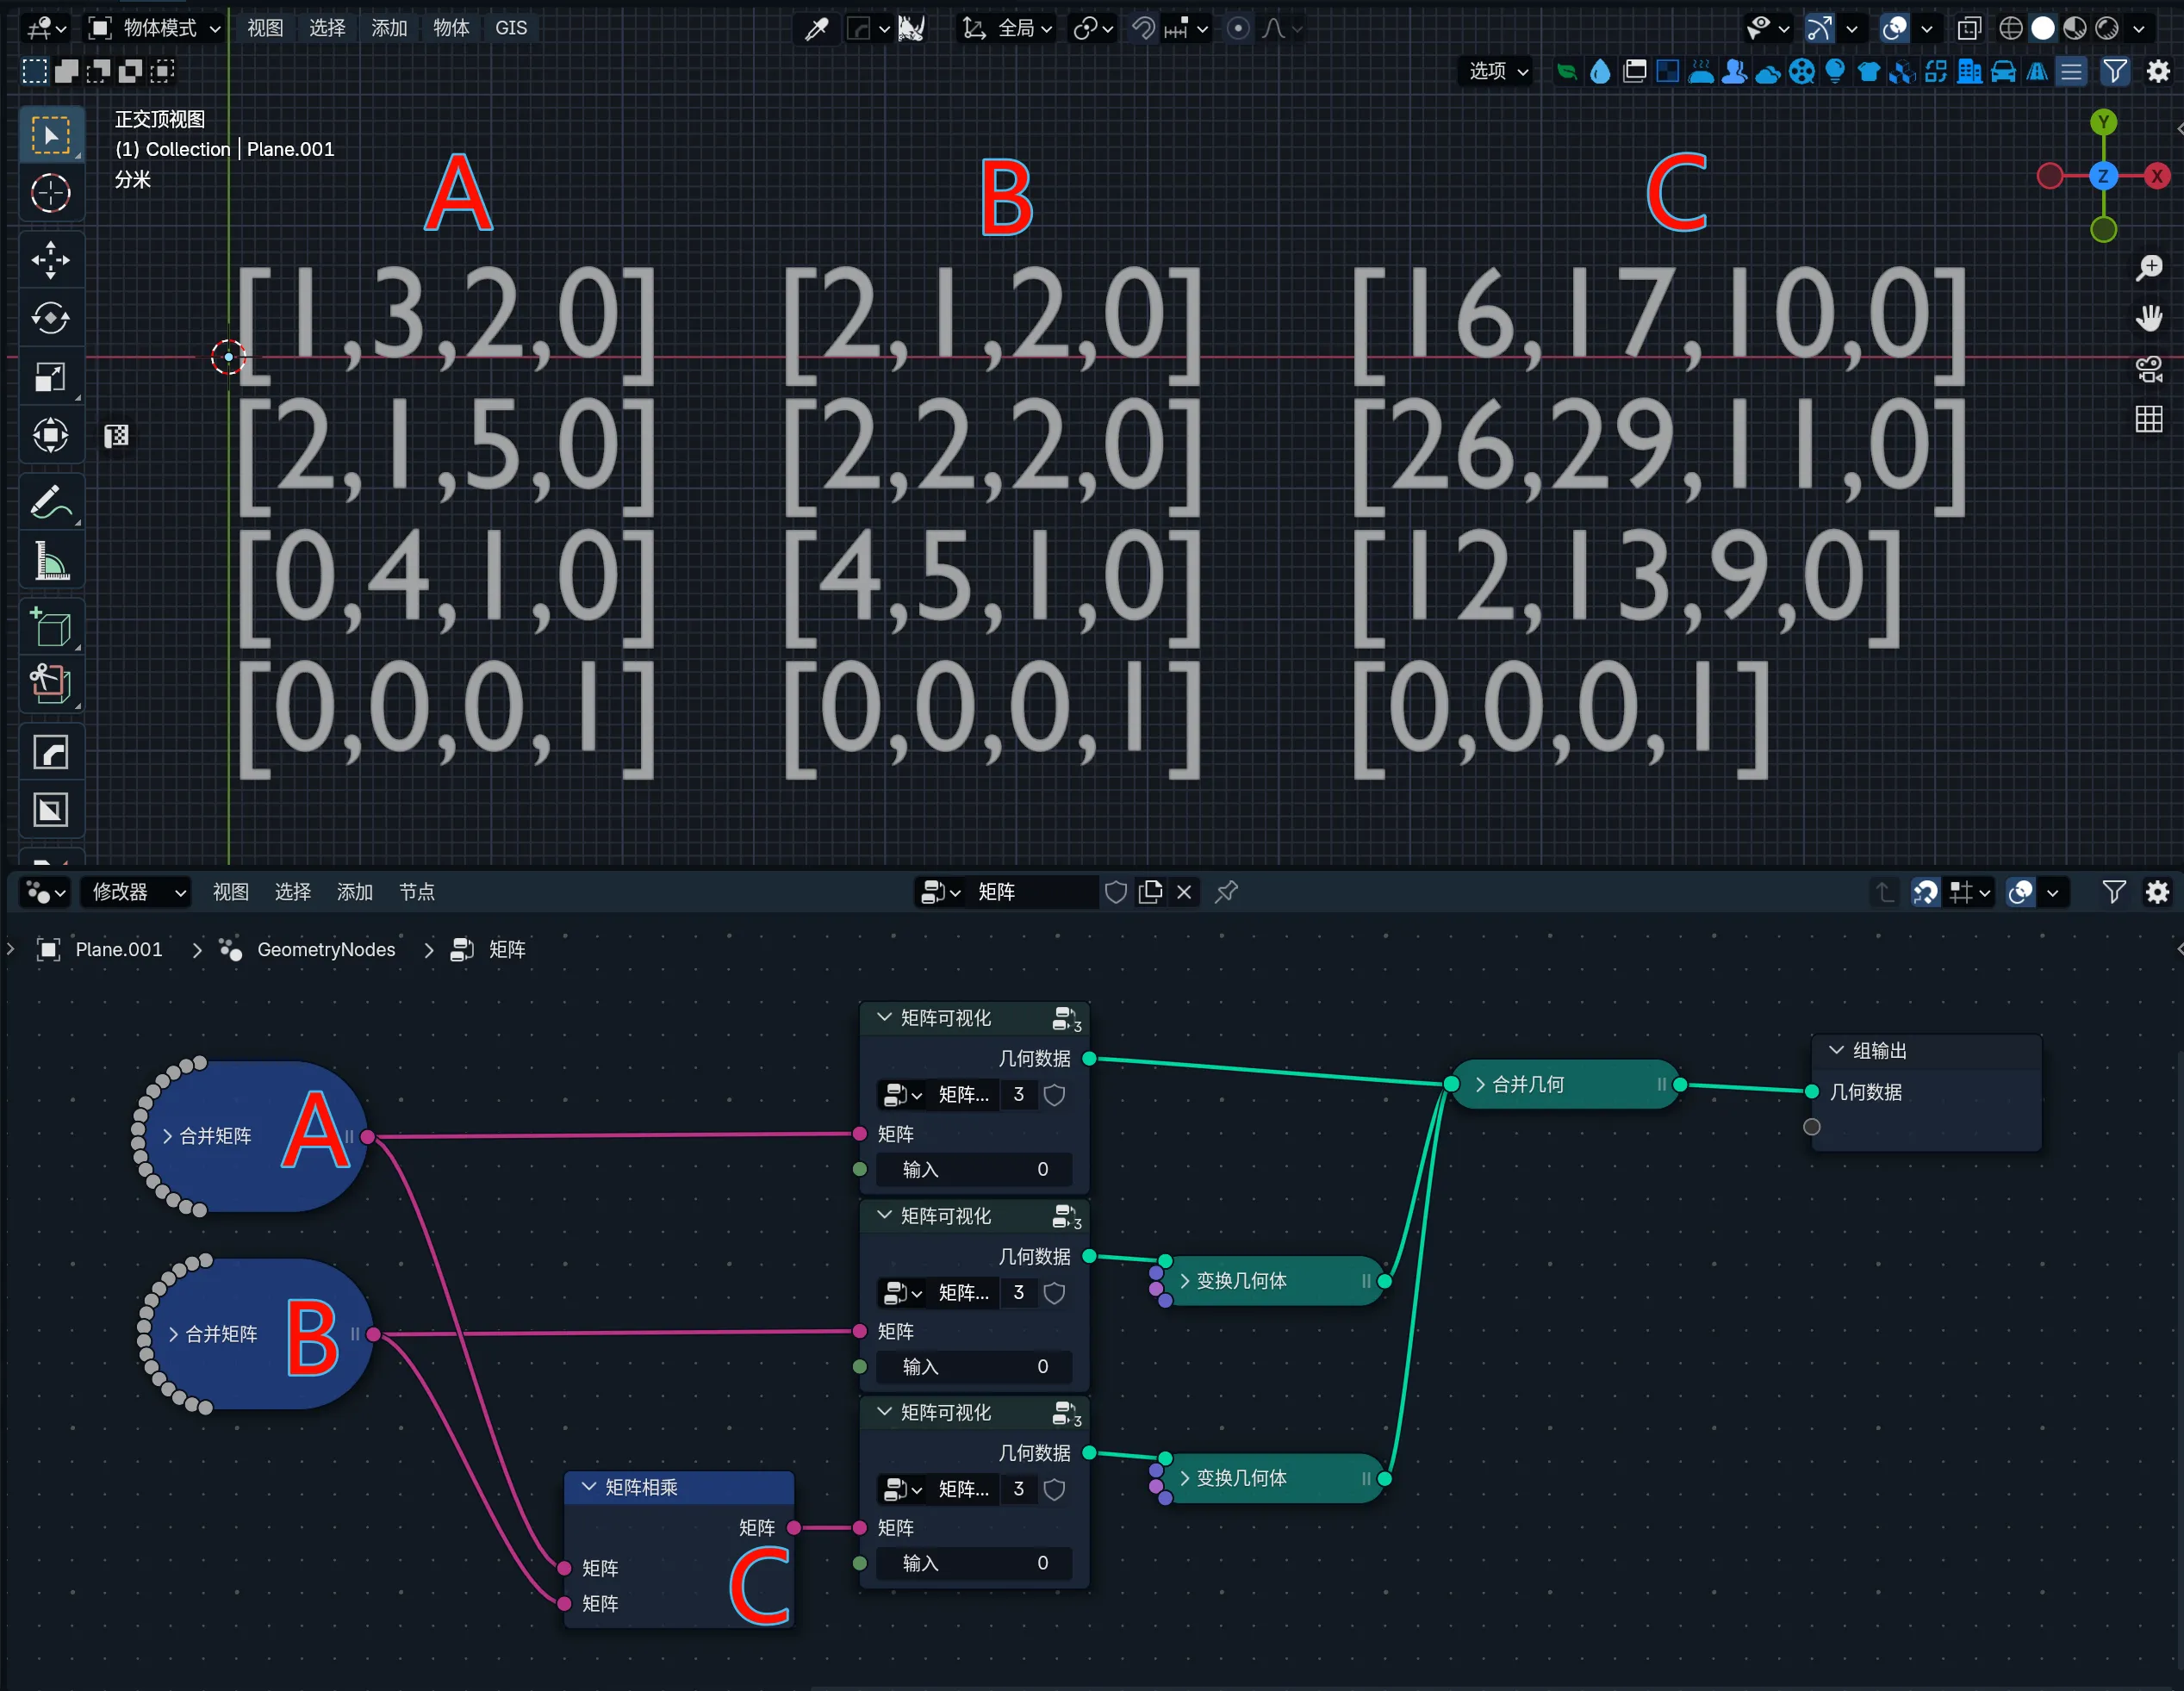 物体模式 视图 选择 添加 物体 GIS 全局
选项
正交顶视图
(1) Collection | Plane.001
分米
Y
X
Z
A B C
[1,3,2,0] [2,1,2,0] [16,17,10,0]
[2,1,5,0] [2,2,2,0] [26,29,11,0]
[0,4,1,0] [4,5,1,0] [12,13,9,0]
[0,0,0,1] [0,0,0,1] [0,0,0,1]
修改器 视图 选择 添加 节点 矩阵
Plane.001 > GeometryNodes > 矩阵
合并矩阵 A
合并矩阵 B
矩阵相乘
矩阵
矩阵
矩阵
C
矩阵可视化 3
几何数据
矩阵... 3
矩阵
输入 0
矩阵可视化 3
几何数据
矩阵... 3
矩阵
输入 0
矩阵可视化 3
几何数据
矩阵... 3
矩阵
输入 0
变换几何体
变换几何体
合并几何
组输出
几何数据